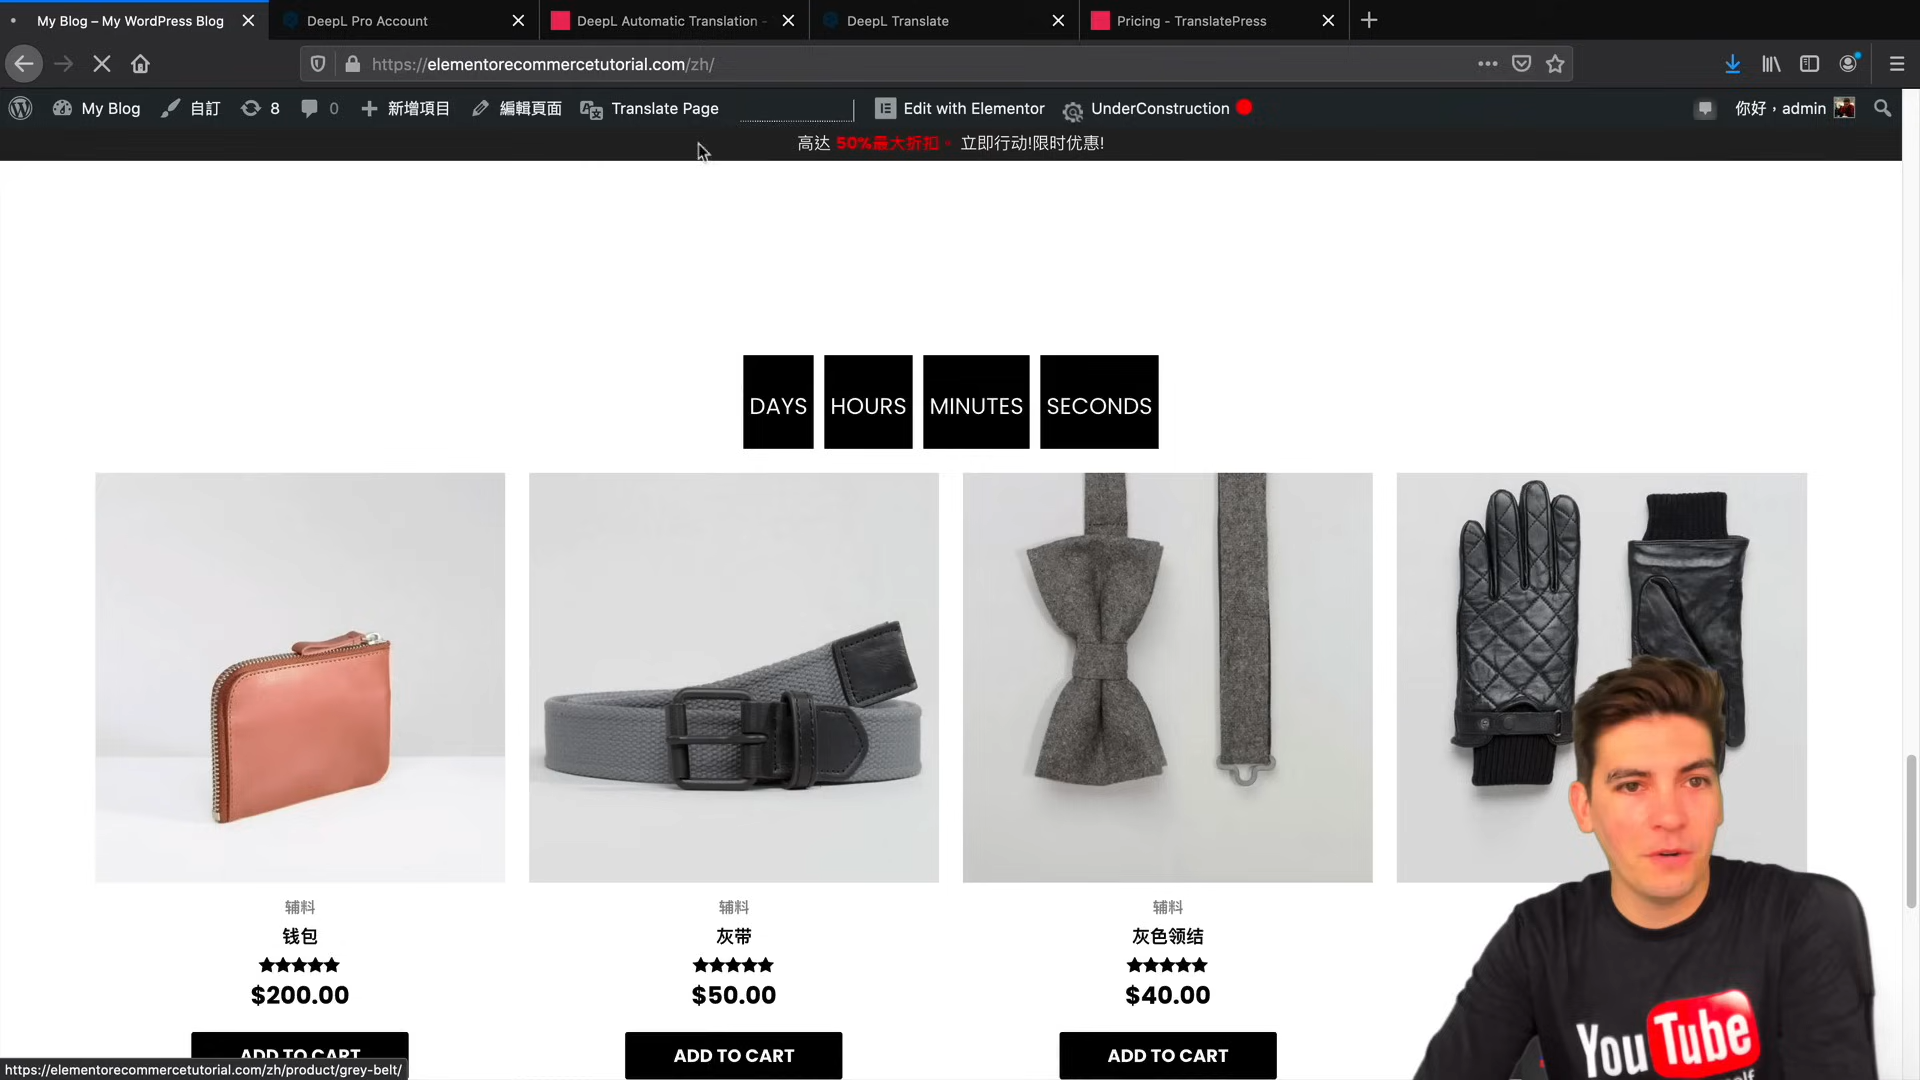 My Blog – My WordPress Blog
DeepL Pro Account
DeepL Automatic Translation -
DeepL Translate
Pricing - TranslatePress
https://elementorecommercetutorial.com/zh/
My Blog
自訂
8
0
新增項目
編輯頁面
Translate Page
Edit with Elementor
UnderConstruction
你好，admin
高达 50%最大折扣。 立即行动!限时优惠!
DAYS
HOURS
MINUTES
SECONDS
辅料
钱包
$200.00
ADD TO CART
辅料
灰带
$50.00
ADD TO CART
辅料
灰色领结
$40.00
ADD TO CART
https://elementorecommercetutorial.com/zh/product/grey-belt/
YouTube